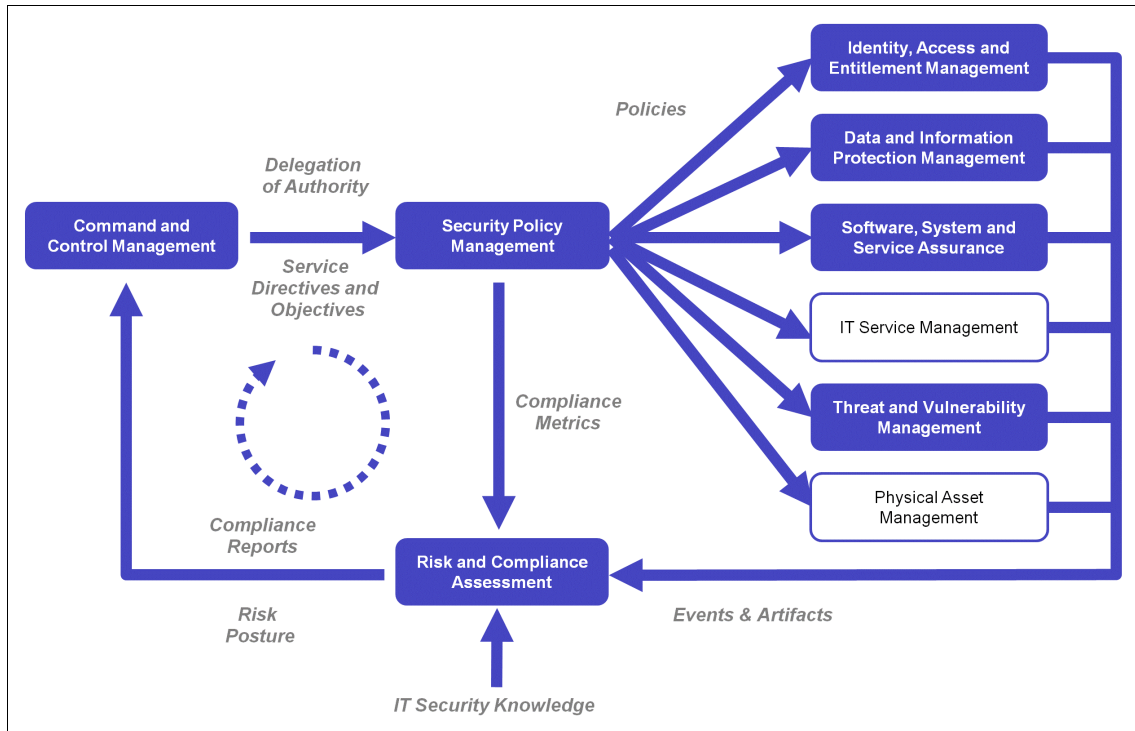 Identity, Access and
Entitlement Management
Policies
Data and Information
Protection Management
Delegation
of Authority
Command and
Control Management
Security Policy
Management
Software, System and
Service Assurance
Service
Directives and
Objectives
IT Service Management
Compliance
Metrics
Threat and Vulnerability
Management
Physical Asset
Management
Compliance
Reports
Risk and Compliance
Assessment
Risk
Posture
Events & Artifacts
IT Security Knowledge